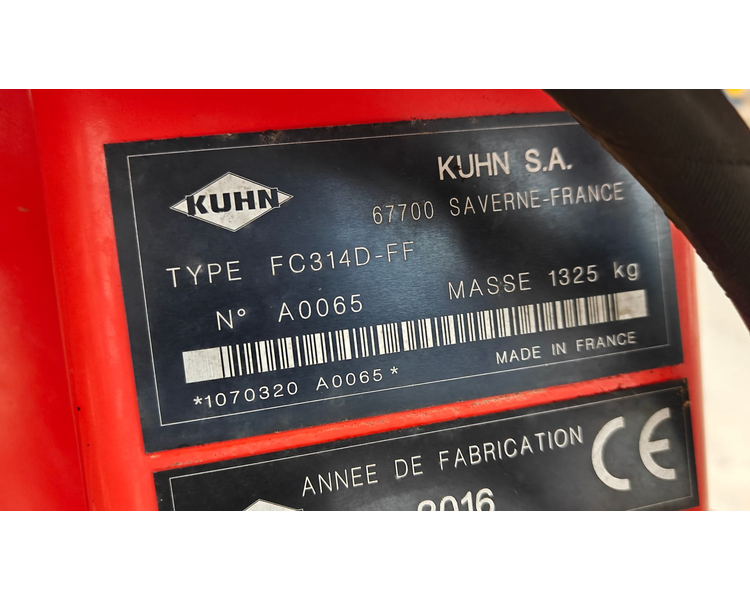 KUHN
KUHN S.A.
67700 SAVERNE-FRANCE
TYPE FC314D-FF
N° A0065 MASSE 1325 kg
*1070320 A0065*
MADE IN FRANCE
ANNEE DE FABRICATION
2016
CE